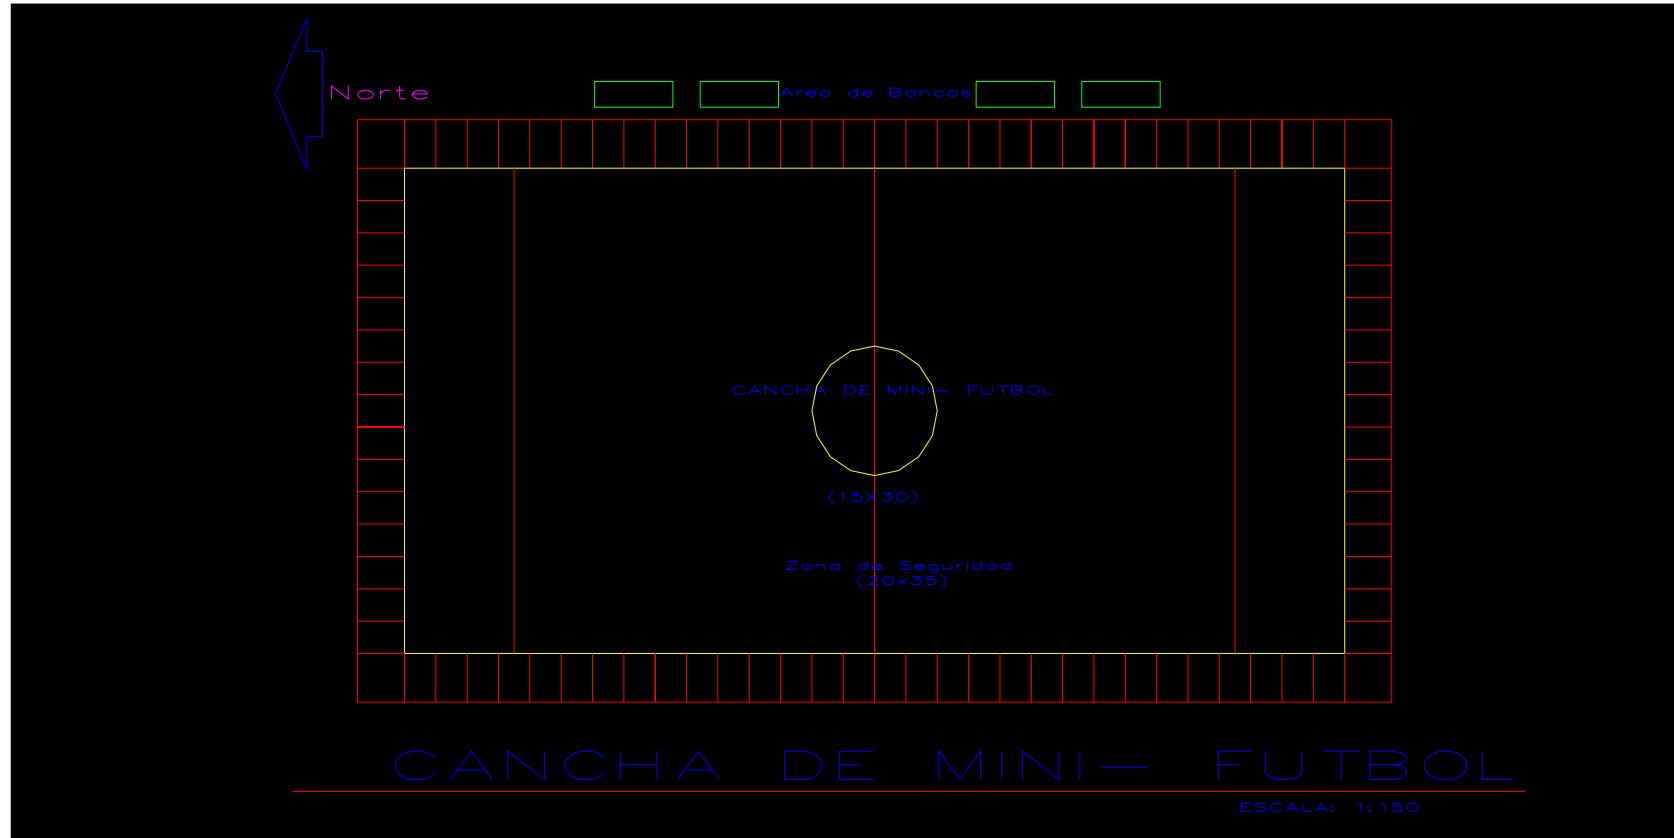 Norte
Area de Bancos
CANCHA DE MINI- FUTBOL
(15X30)
Zona de Seguridad
(20x35)
CANCHA DE MINI- FUTBOL
ESCALA: 1:150